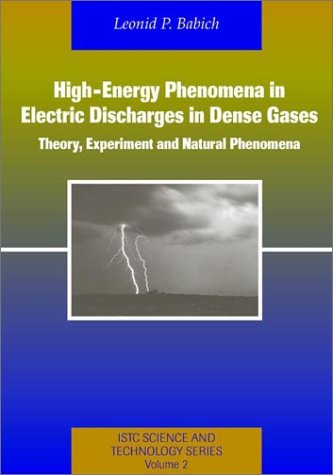 Leonid P. Babich
High-Energy Phenomena in
Electric Discharges in Dense Gases
Theory, Experiment and Natural Phenomena
ISTC SCIENCE AND
TECHNOLOGY SERIES
Volume 2